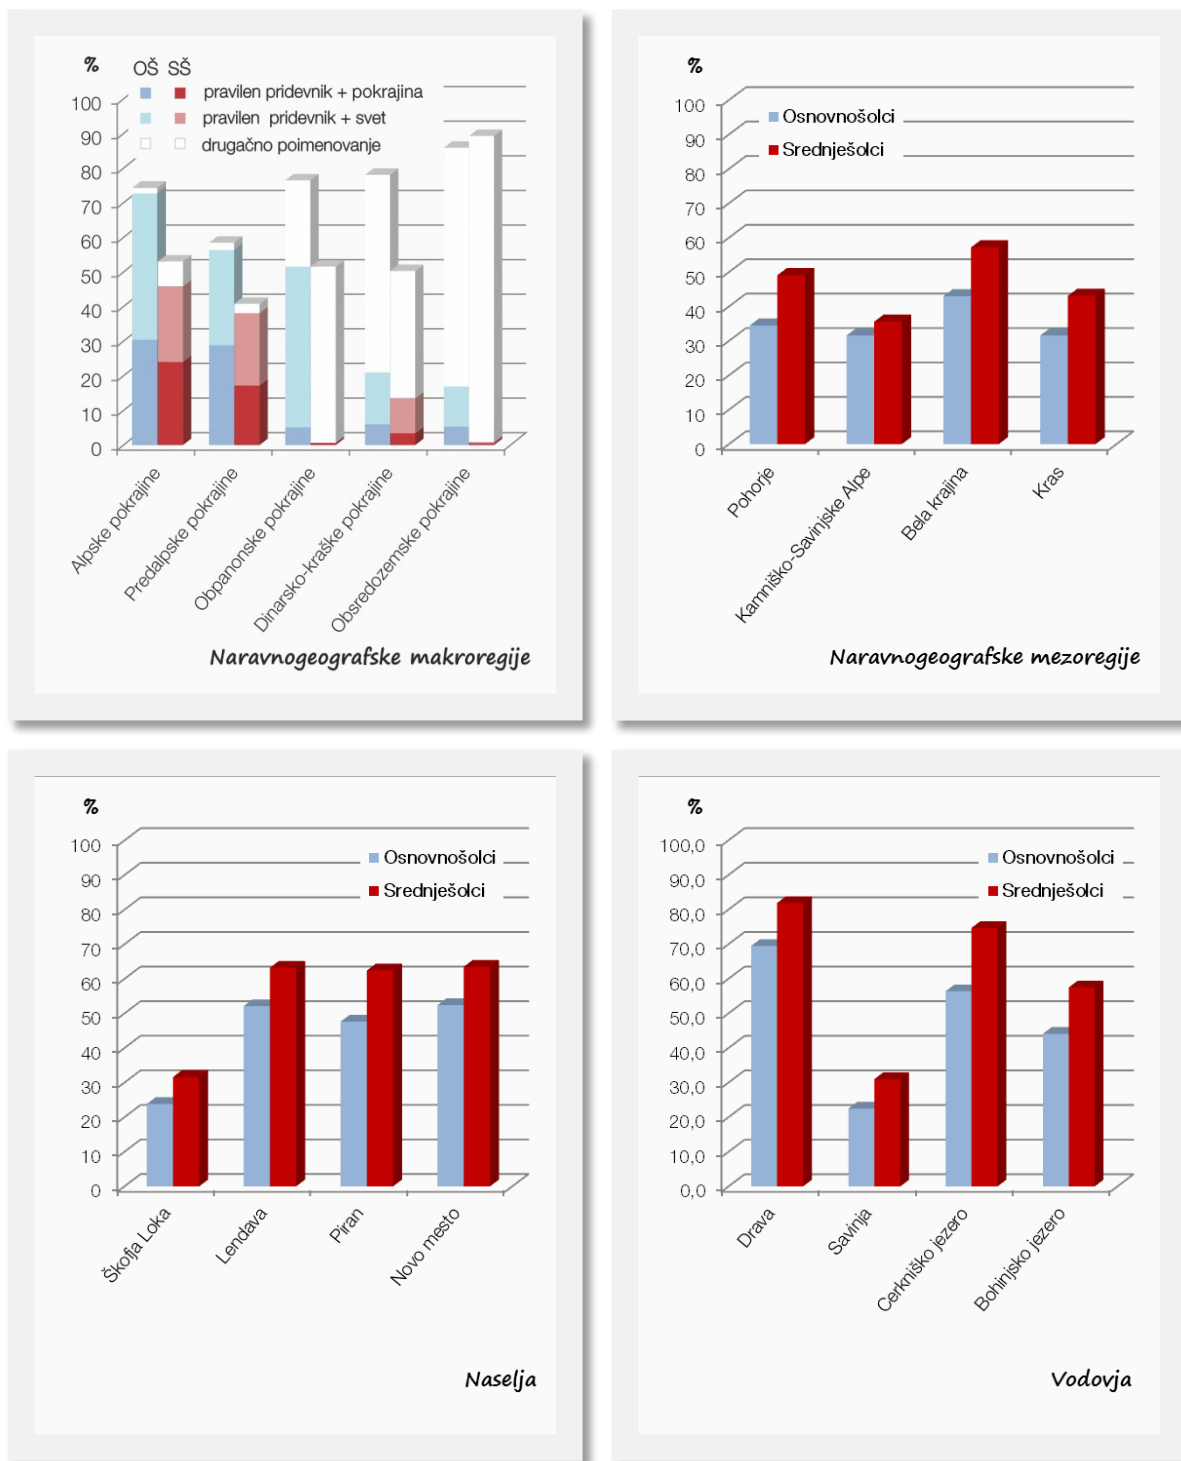 %
OŠ SŠ
pravilen pridevnik + pokrajina
pravilen pridevnik + svet
drugačno poimenovanje
100
90
80
70
60
50
40
30
20
10
0
Alpske pokrajine
Predalpske pokrajine
Obpanonske pokrajine
Dinarsko-kraške pokrajine
Obsredozemske pokrajine
Naravnogeografske makroregije
%
Osnovnošolci
Srednješolci
100
90
80
70
60
50
40
30
20
10
0
Pohorje
Kamniško-Savinjske Alpe
Bela krajina
Kras
Naravnogeografske mezoregije
%
Osnovnošolci
Srednješolci
100
90
80
70
60
50
40
30
20
10
0
Škofja Loka
Lendava
Piran
Novo mesto
Naselja
%
Osnovnošolci
Srednješolci
100,0
90,0
80,0
70,0
60,0
50,0
40,0
30,0
20,0
10,0
0,0
Drava
Savinja
Cerkniško jezero
Bohinjsko jezero
Vodovja